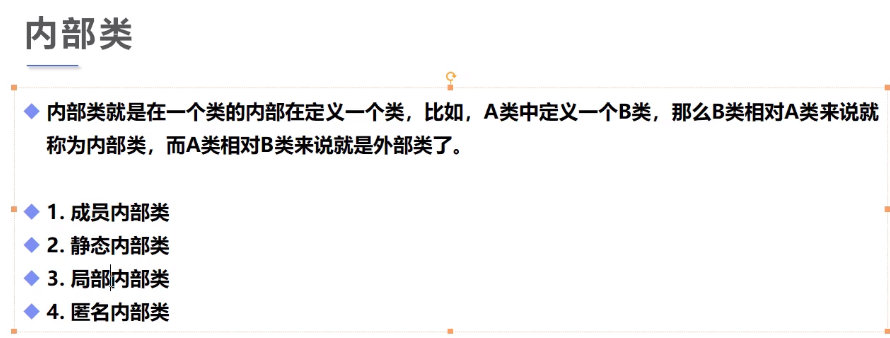 内部类
内部类就是在一个类的内部在定义一个类，比如，A类中定义一个B类，那么B类相对A类来说就
称为内部类，而A类相对B类来说就是外部类了。
1. 成员内部类
2. 静态内部类
3. 局部内部类
4. 匿名内部类